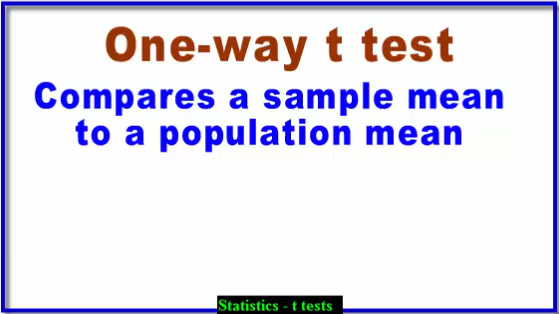 One-way t test
Compares a sample mean
to a population mean
Statistics - t tests